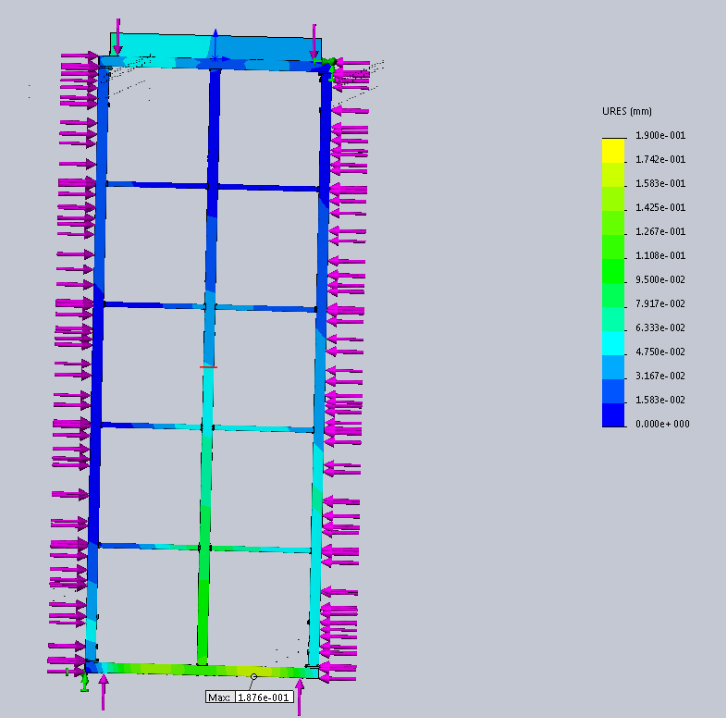 URES (mm)
1.900e-001
1.742e-001
1.583e-001
1.425e-001
1.267e-001
1.108e-001
9.500e-002
7.917e-002
6.333e-002
4.750e-002
3.167e-002
1.583e-002
0.000e+000
Max: 1.876e-001